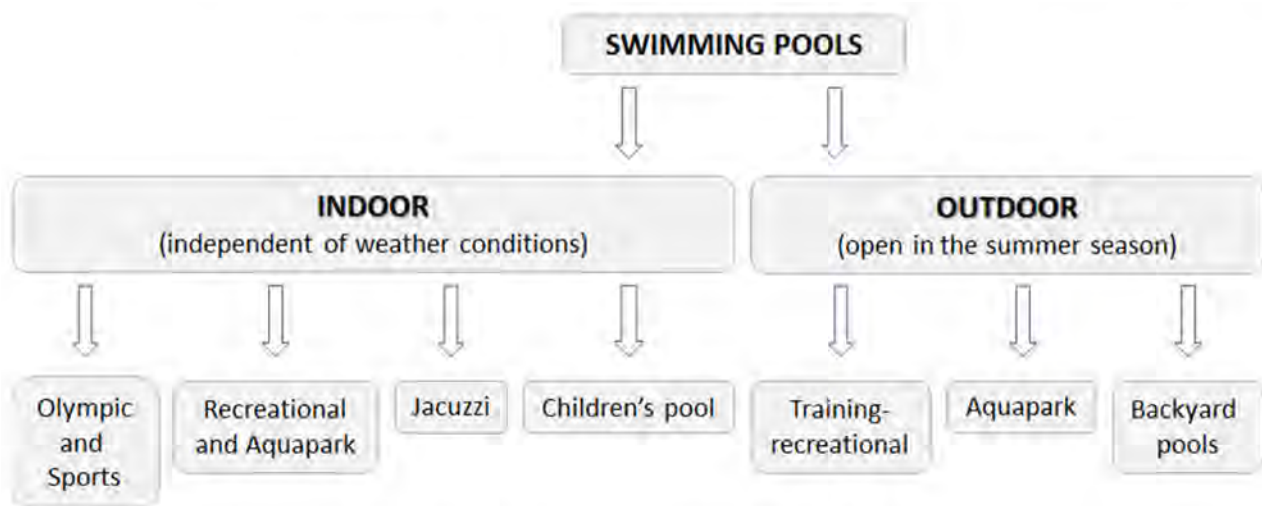 SWIMMING POOLS
INDOOR
(independent of weather conditions)
OUTDOOR
(open in the summer season)
Olympic
and
Sports
Recreational
and Aquapark
Jacuzzi
Children's pool
Training-
recreational
Aquapark
Backyard
pools